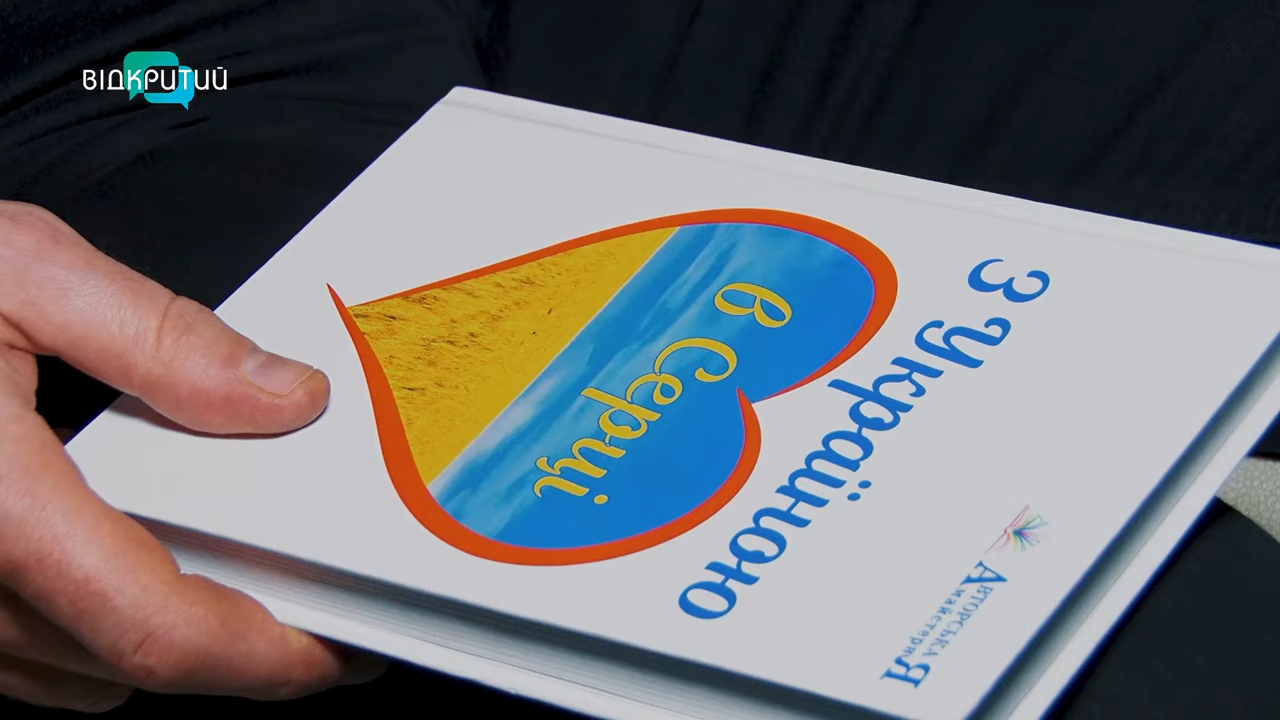 ВІДКРИТИЙ
Авторська
майстерня
З Україною
в Серці